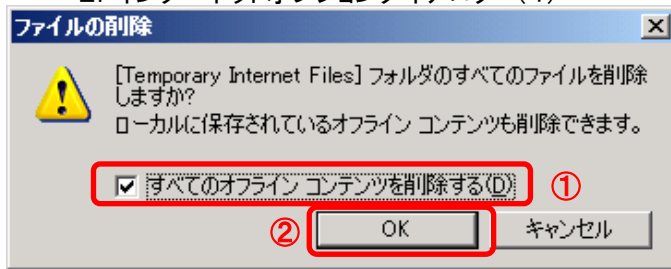 ファイルの削除
[Temporary Internet Files] フォルダのすべてのファイルを削除
しますか?
ローカルに保存されているオフライン コンテンツも削除できます。
すべてのオフライン コンテンツを削除する(D)
①
②
OK
キャンセル